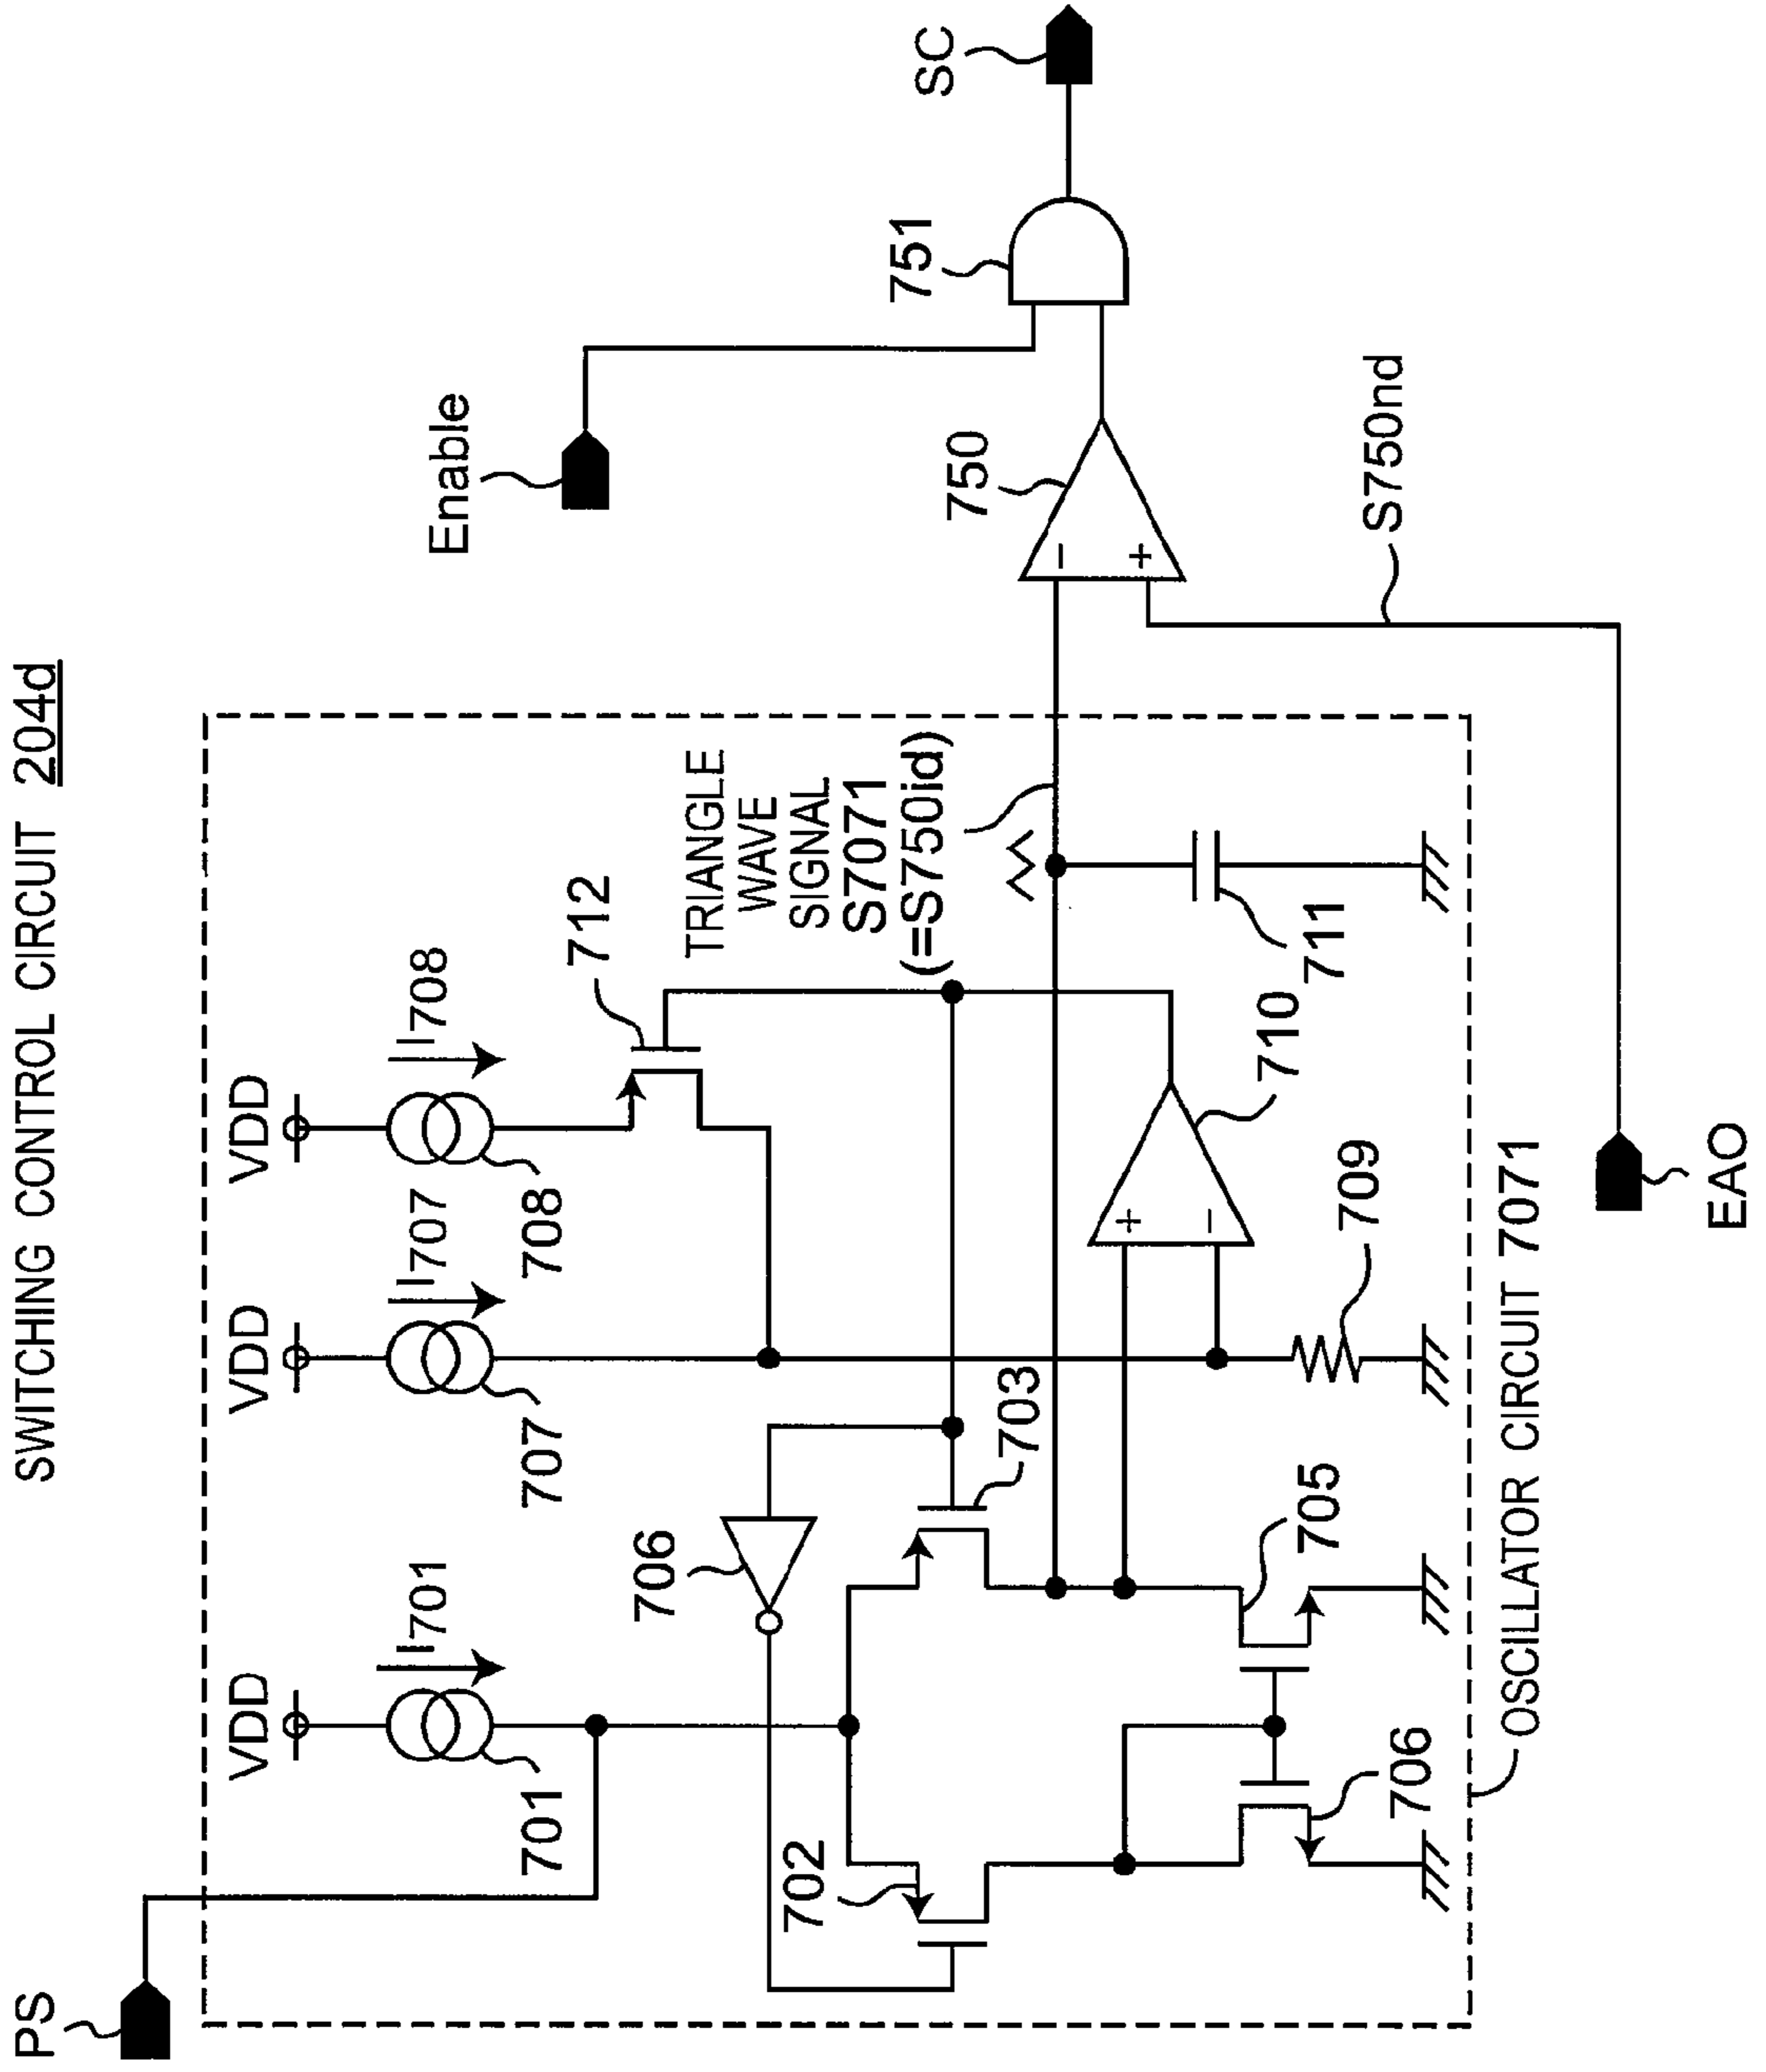 SWITCHING CONTROL CIRCUIT 204d
PS
VDD
I701
701
VDD
I707
707
VDD
I708
708
712
Enable
SC
751
702
706
703
TRIANGLE
WAVE
SIGNAL
S7071
(=S750id)
750
-
+
706
705
+
-
710
709
711
S750nd
OSCILLATOR CIRCUIT 7071
EAO